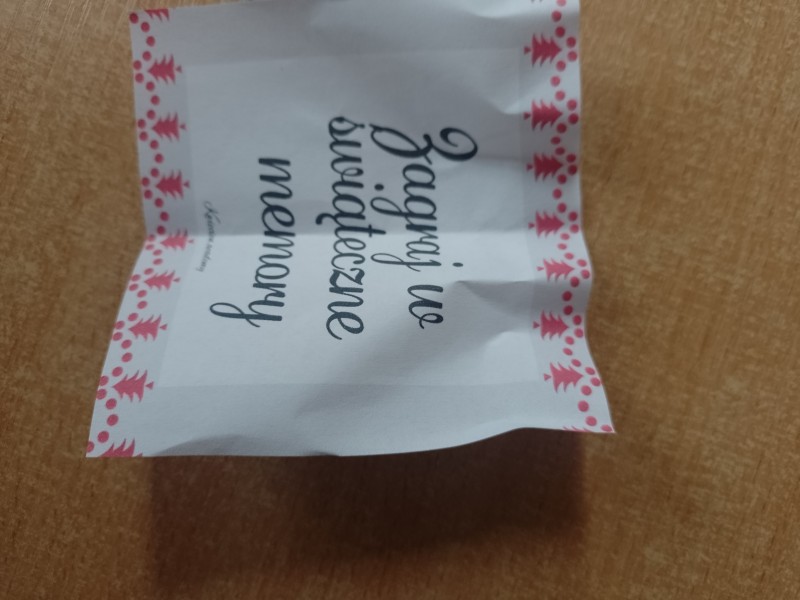 Zagraj w
świąteczne
memory